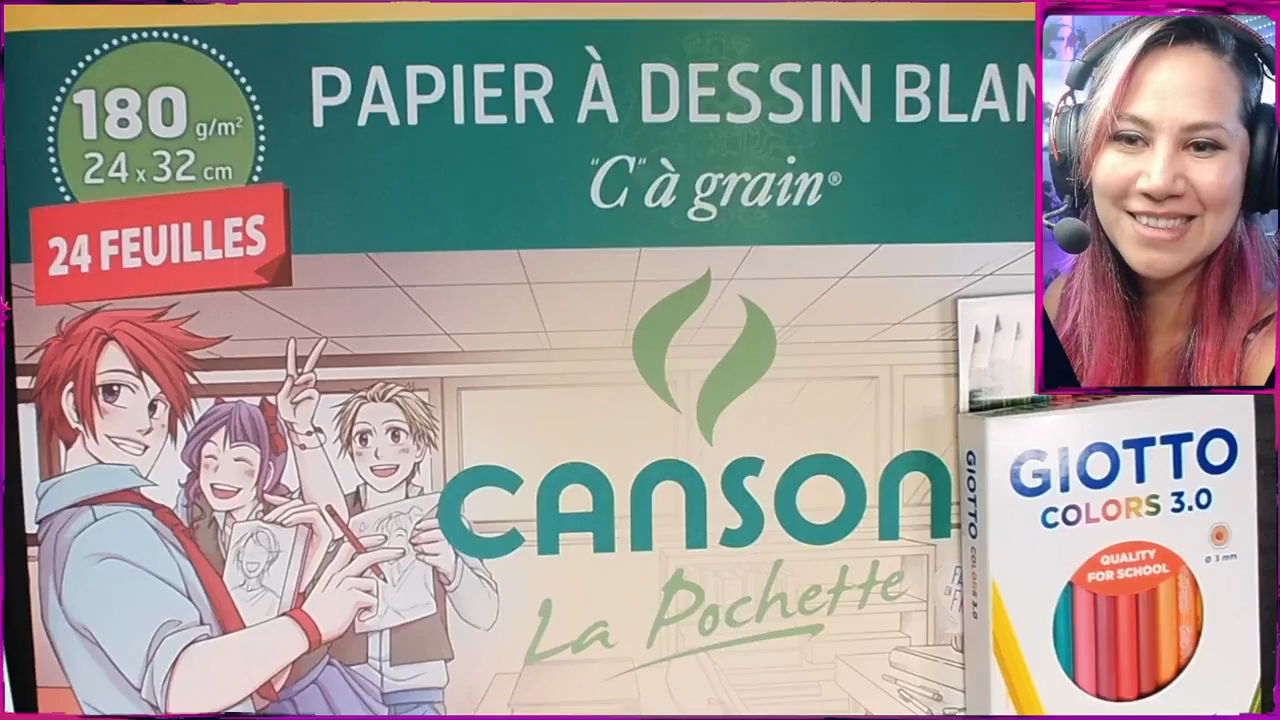 180 g/m²
24 x 32 cm
24 FEUILLES
PAPIER À DESSIN BLAN
"C" à grain®
CANSON
La Pochette
GIOTTO
COLORS 3.0
QUALITY
FOR SCHOOL
Ø 3 mm
GIOTTO
COLORS 3.0